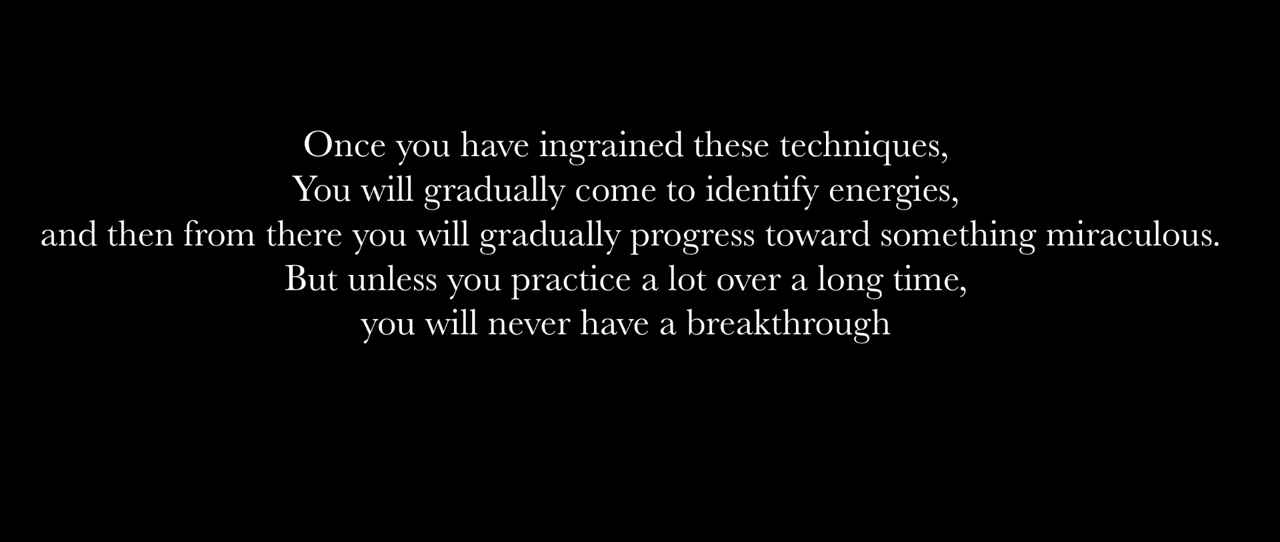 Once you have ingrained these techniques,
You will gradually come to identify energies,
and then from there you will gradually progress toward something miraculous.
But unless you practice a lot over a long time,
you will never have a breakthrough